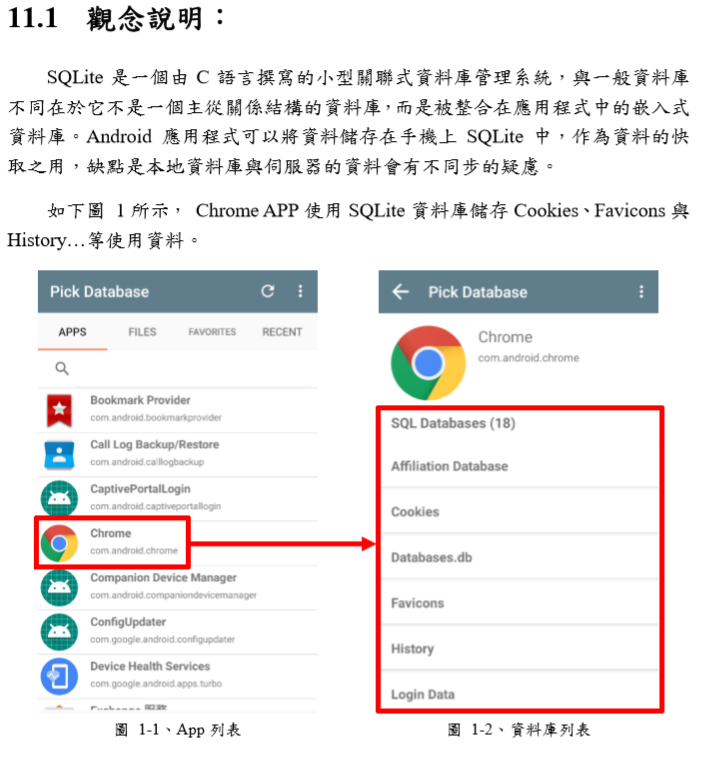 11.1 觀念說明：
SQLite 是一個由 C 語言撰寫的小型關聯式資料庫管理系統，與一般資料庫
不同在於它不是一個主從關係結構的資料庫，而是被整合在應用程式中的嵌入式
資料庫。Android 應用程式可以將資料儲存在手機上 SQLite 中，作為資料的快
取之用，缺點是本地資料庫與伺服器的資料會有不同步的疑慮。
如下圖 1 所示， Chrome APP 使用 SQLite 資料庫儲存 Cookies、Favicons 與
History…等使用資料。
Pick Database
APPS FILES FAVORITES RECENT
Bookmark Provider
com.android.bookmarkprovider
Call Log Backup/Restore
com.android.calllogbackup
CaptivePortalLogin
com.android.captiveportallogin
Chrome
com.android.chrome
Companion Device Manager
com.android.companiondevicemanager
ConfigUpdater
com.google.android.configupdater
Device Health Services
com.google.android.apps.turbo
Exchange 服務
圖 1-1、App 列表
Pick Database
Chrome
com.android.chrome
SQL Databases (18)
Affiliation Database
Cookies
Databases.db
Favicons
History
Login Data
圖 1-2、資料庫列表